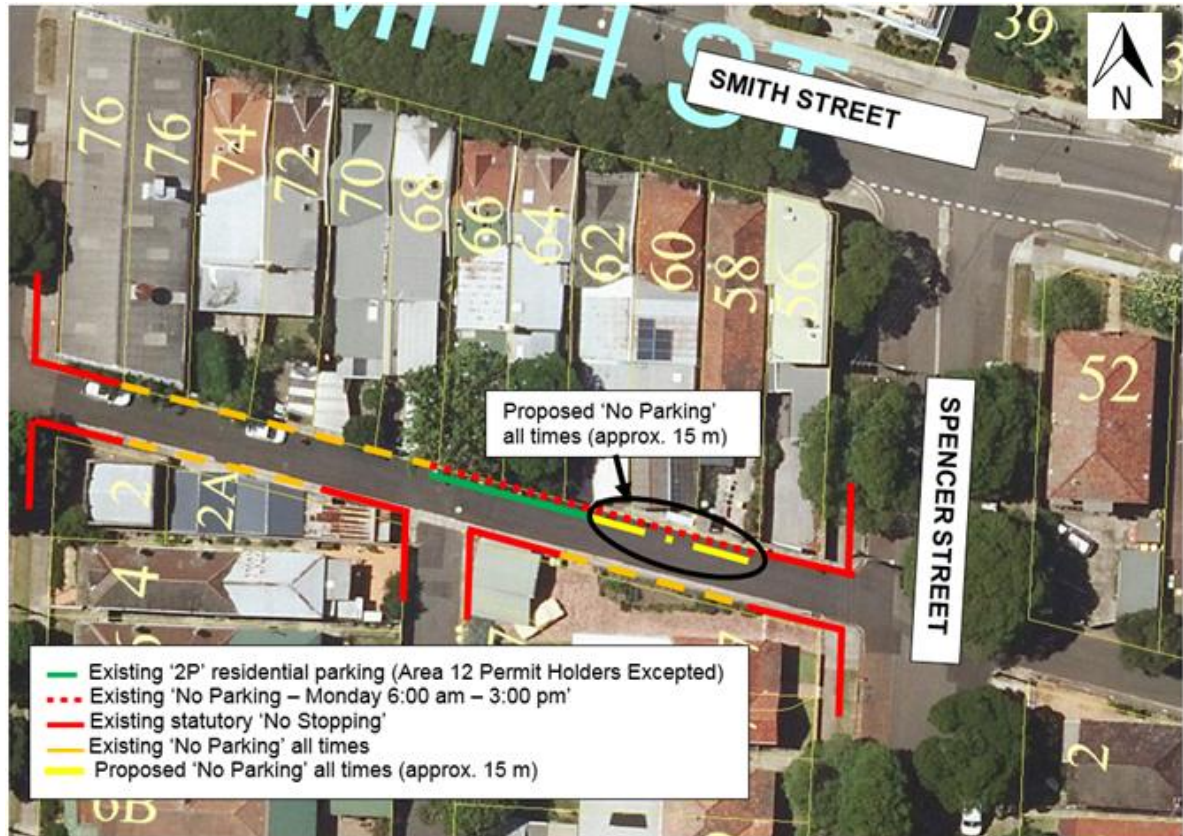 MITH ST
39
3
SMITH STREET
N
76
76
74
72
70
68
66
64
62
60
58
56
52
Proposed 'No Parking'
all times (approx. 15 m)
SPENCER STREET
2
2A
4
Existing '2P' residential parking (Area 12 Permit Holders Excepted)
Existing 'No Parking – Monday 6:00 am – 3:00 pm'
Existing statutory 'No Stopping'
Existing 'No Parking' all times
Proposed 'No Parking' all times (approx. 15 m)
2
6B